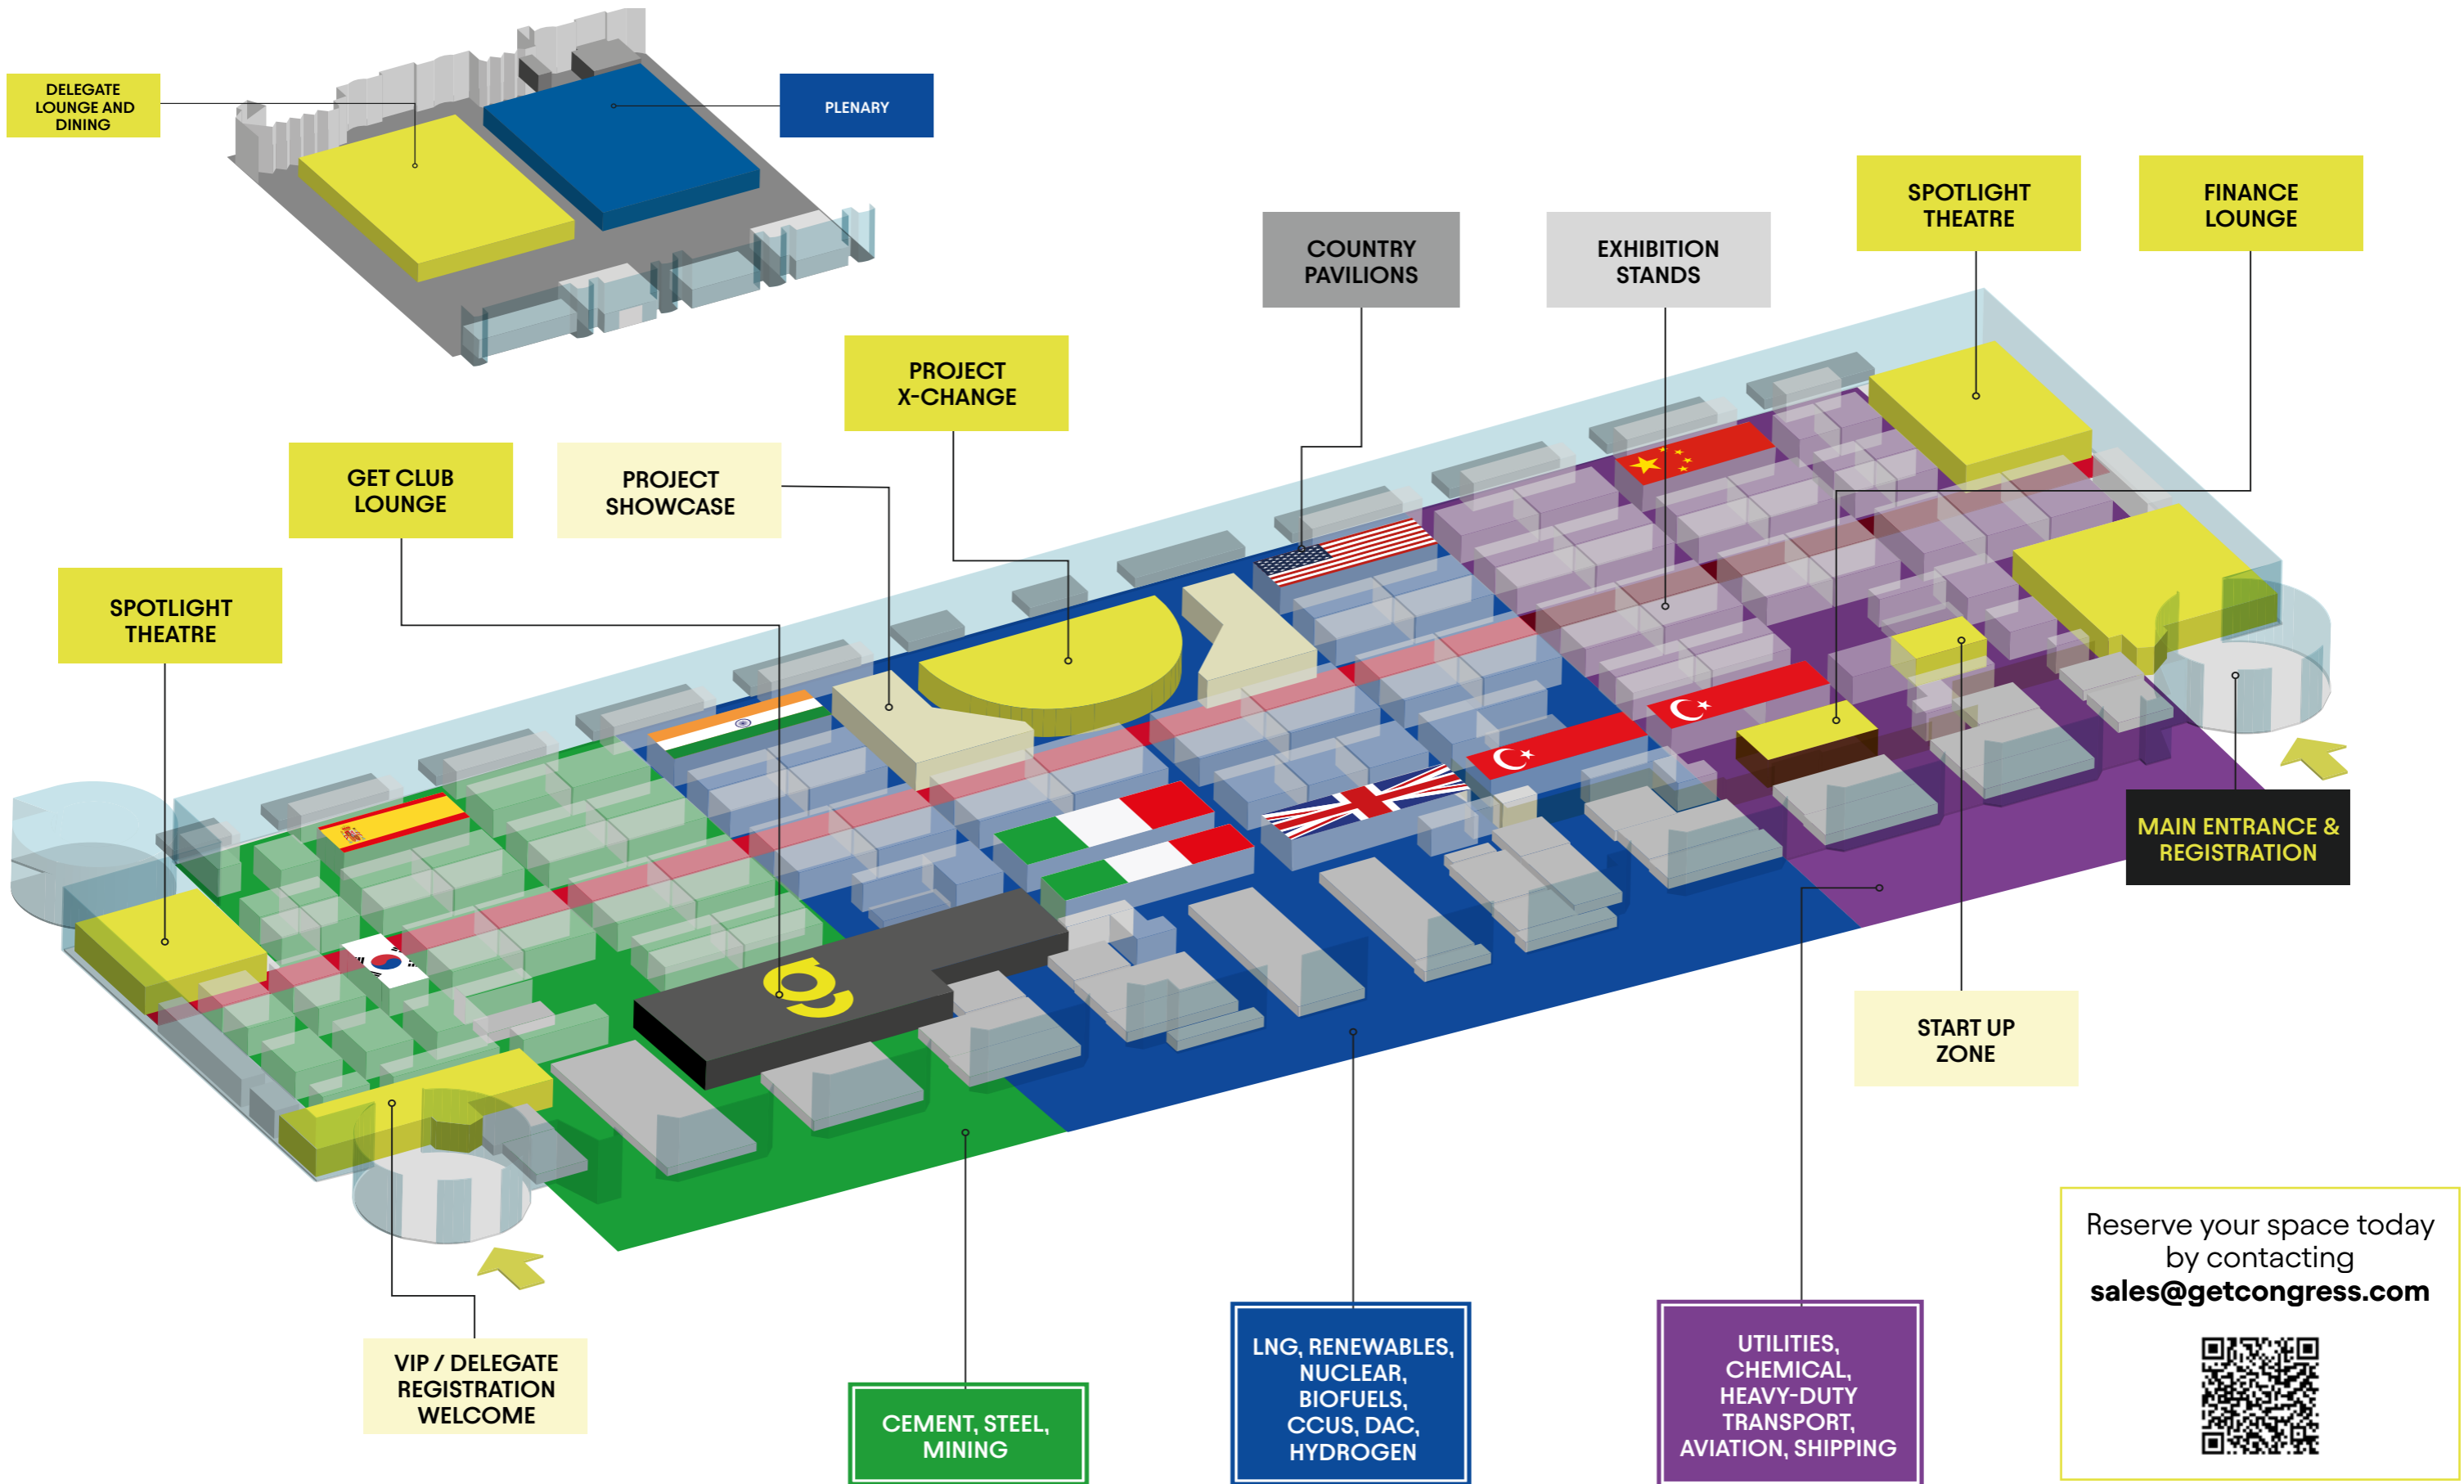 DELEGATE
LOUNGE AND
DINING
PLENARY
SPOTLIGHT
THEATRE
FINANCE
LOUNGE
COUNTRY
PAVILIONS
EXHIBITION
STANDS
PROJECT
X-CHANGE
GET CLUB
LOUNGE
PROJECT
SHOWCASE
SPOTLIGHT
THEATRE
g
MAIN ENTRANCE &
REGISTRATION
START UP
ZONE
VIP / DELEGATE
REGISTRATION
WELCOME
CEMENT, STEEL,
MINING
LNG, RENEWABLES,
NUCLEAR,
BIOFUELS,
CCUS, DAC,
HYDROGEN
UTILITIES,
CHEMICAL,
HEAVY-DUTY
TRANSPORT,
AVIATION, SHIPPING
Reserve your space today
by contacting
sales@getcongress.com